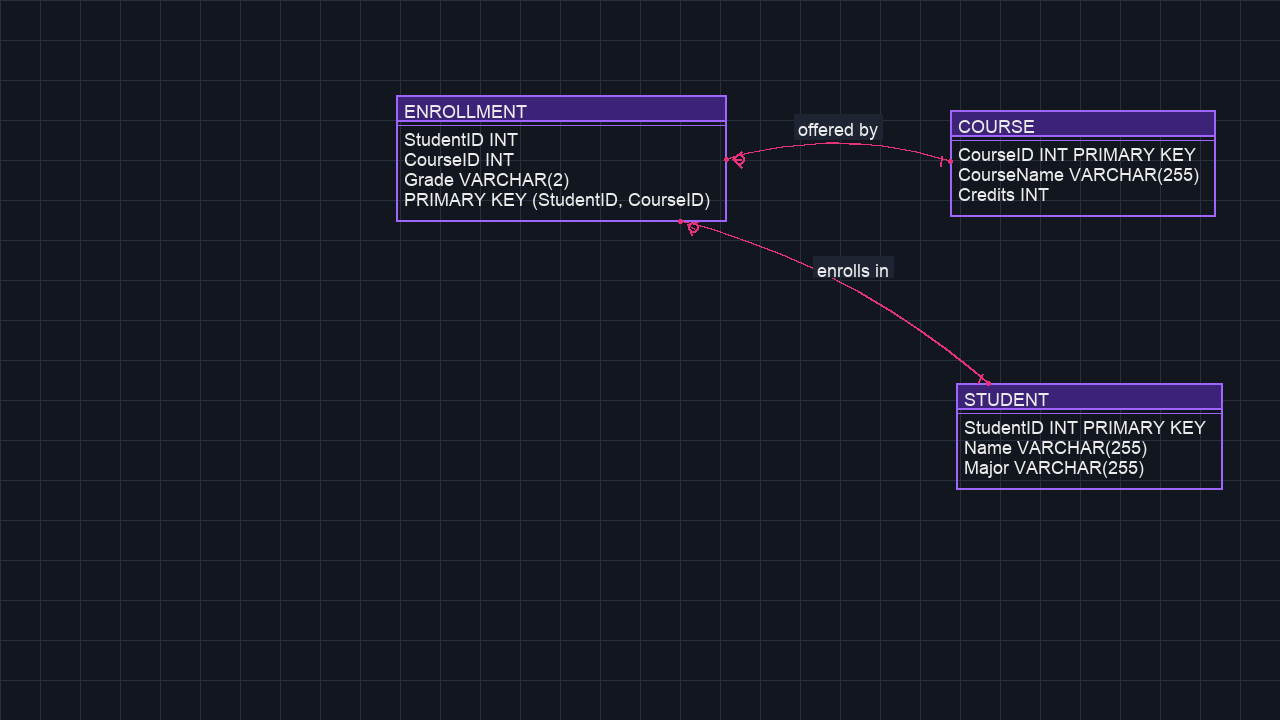 ENROLLMENT
StudentID INT
CourseID INT
Grade VARCHAR(2)
PRIMARY KEY (StudentID, CourseID)
offered by
COURSE
CourseID INT PRIMARY KEY
CourseName VARCHAR(255)
Credits INT
enrolls in
STUDENT
StudentID INT PRIMARY KEY
Name VARCHAR(255)
Major VARCHAR(255)